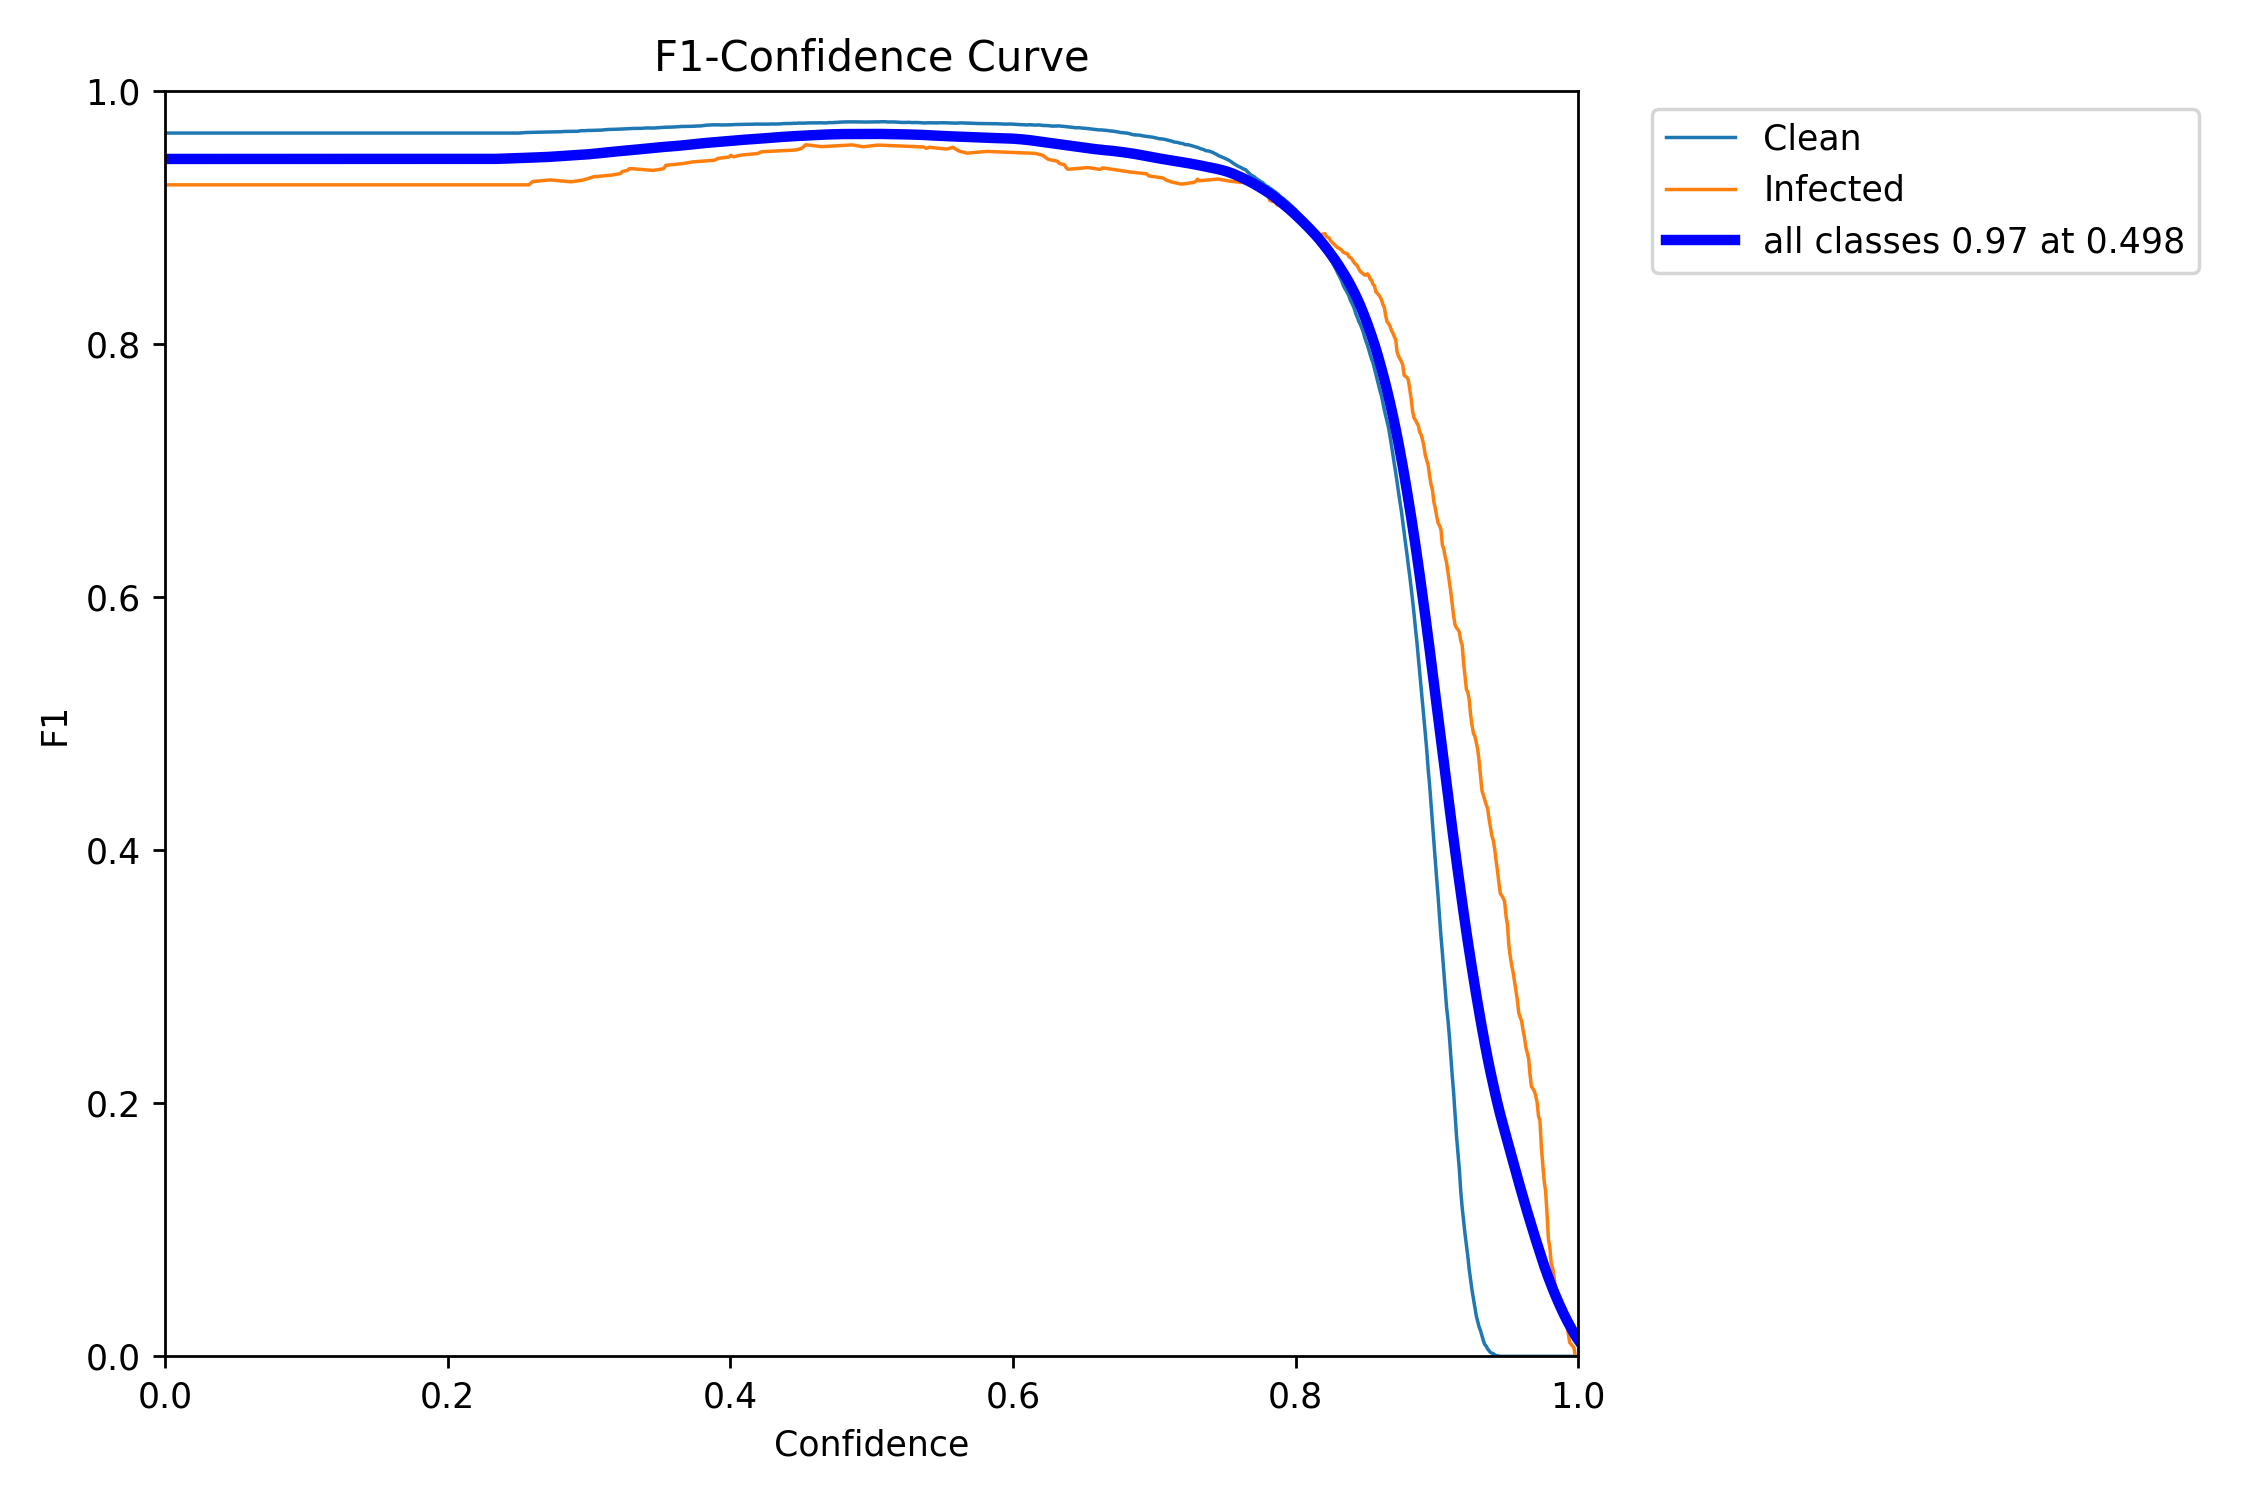 F1-Confidence Curve
1.0
0.8
0.6
0.4
0.2
0.0
F1
0.0 0.2 0.4 0.6 0.8 1.0
Confidence
Clean
Infected
all classes 0.97 at 0.498